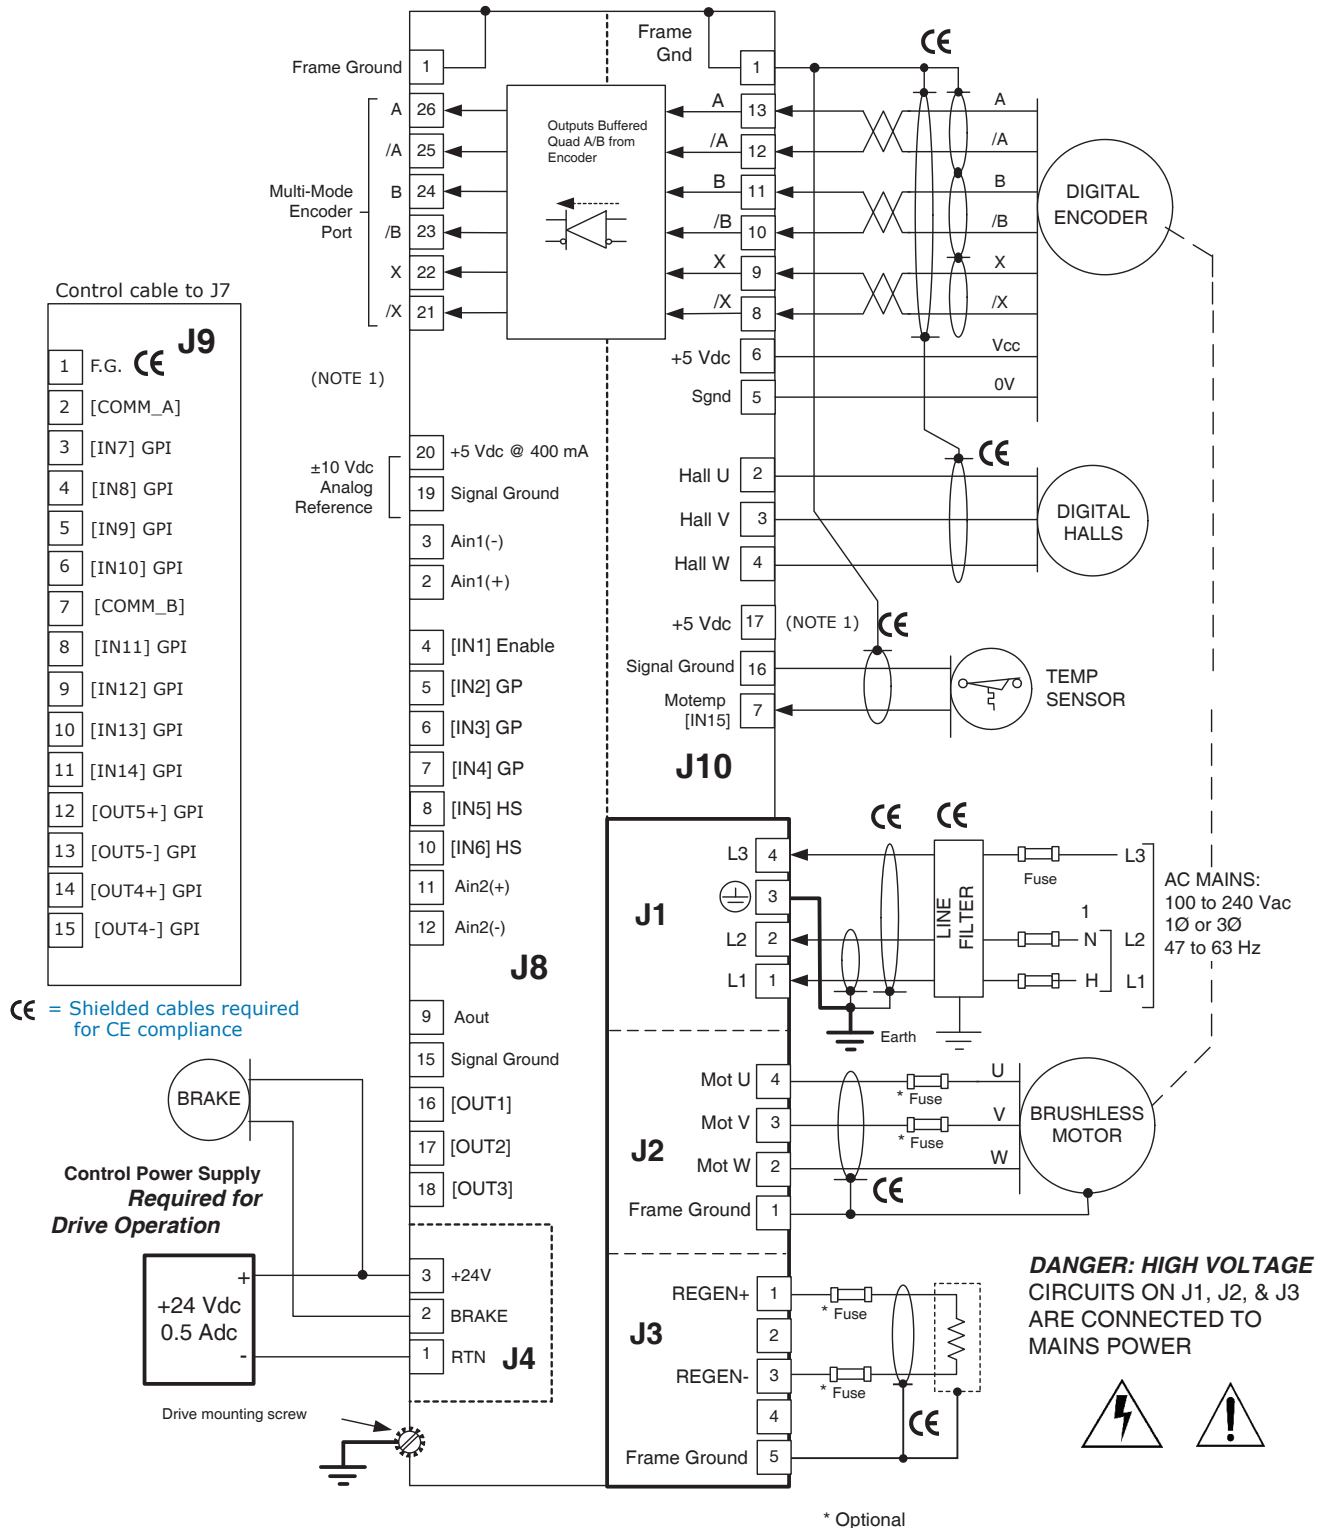 Control cable to J7
J9
1 F.G. CE
2 [COMM_A]
3 [IN7] GPI
4 [IN8] GPI
5 [IN9] GPI
6 [IN10] GPI
7 [COMM_B]
8 [IN11] GPI
9 [IN12] GPI
10 [IN13] GPI
11 [IN14] GPI
12 [OUT5+] GPI
13 [OUT5-] GPI
14 [OUT4+] GPI
15 [OUT4-] GPI
CE = Shielded cables required
for CE compliance
Frame Ground 1
Multi-Mode
Encoder
Port
A 26
/A 25
B 24
/B 23
X 22
/X 21
(NOTE 1)
±10 Vdc
Analog
Reference
20 +5 Vdc @ 400 mA
19 Signal Ground
3 Ain1(-)
2 Ain1(+)
4 [IN1] Enable
5 [IN2] GP
6 [IN3] GP
7 [IN4] GP
8 [IN5] HS
10 [IN6] HS
11 Ain2(+)
12 Ain2(-)
J8
9 Aout
15 Signal Ground
16 [OUT1]
17 [OUT2]
18 [OUT3]
BRAKE
Control Power Supply
Required for
Drive Operation
+
+24 Vdc
0.5 Adc
-
3 +24V
2 BRAKE
1 RTN
J4
Drive mounting screw
Outputs Buffered
Quad A/B from
Encoder
Frame
Gnd
1
CE
A 13 A
/A 12 /A
B 11 B
/B 10 /B
X 9 X
/X 8 /X
+5 Vdc 6 Vcc
Sgnd 5 0V
DIGITAL
ENCODER
CE
Hall U 2
Hall V 3
Hall W 4
DIGITAL
HALLS
+5 Vdc 17 (NOTE 1) CE
Signal Ground 16
Motemp
[IN15] 7
TEMP
SENSOR
J10
J1
CE CE
L3 4
3
L2 2
L1 1
LINE
FILTER
Fuse
L3
1
N L2
H L1
AC MAINS:
100 to 240 Vac
1Ø or 3Ø
47 to 63 Hz
Earth
J2
Mot U 4
* Fuse
U
Mot V 3
* Fuse
V
Mot W 2
W
CE
Frame Ground 1
BRUSHLESS
MOTOR
J3
REGEN+ 1
* Fuse
2
REGEN- 3
* Fuse
4
CE
Frame Ground 5
DANGER: HIGH VOLTAGE
CIRCUITS ON J1, J2, & J3
ARE CONNECTED TO
MAINS POWER
!
* Optional